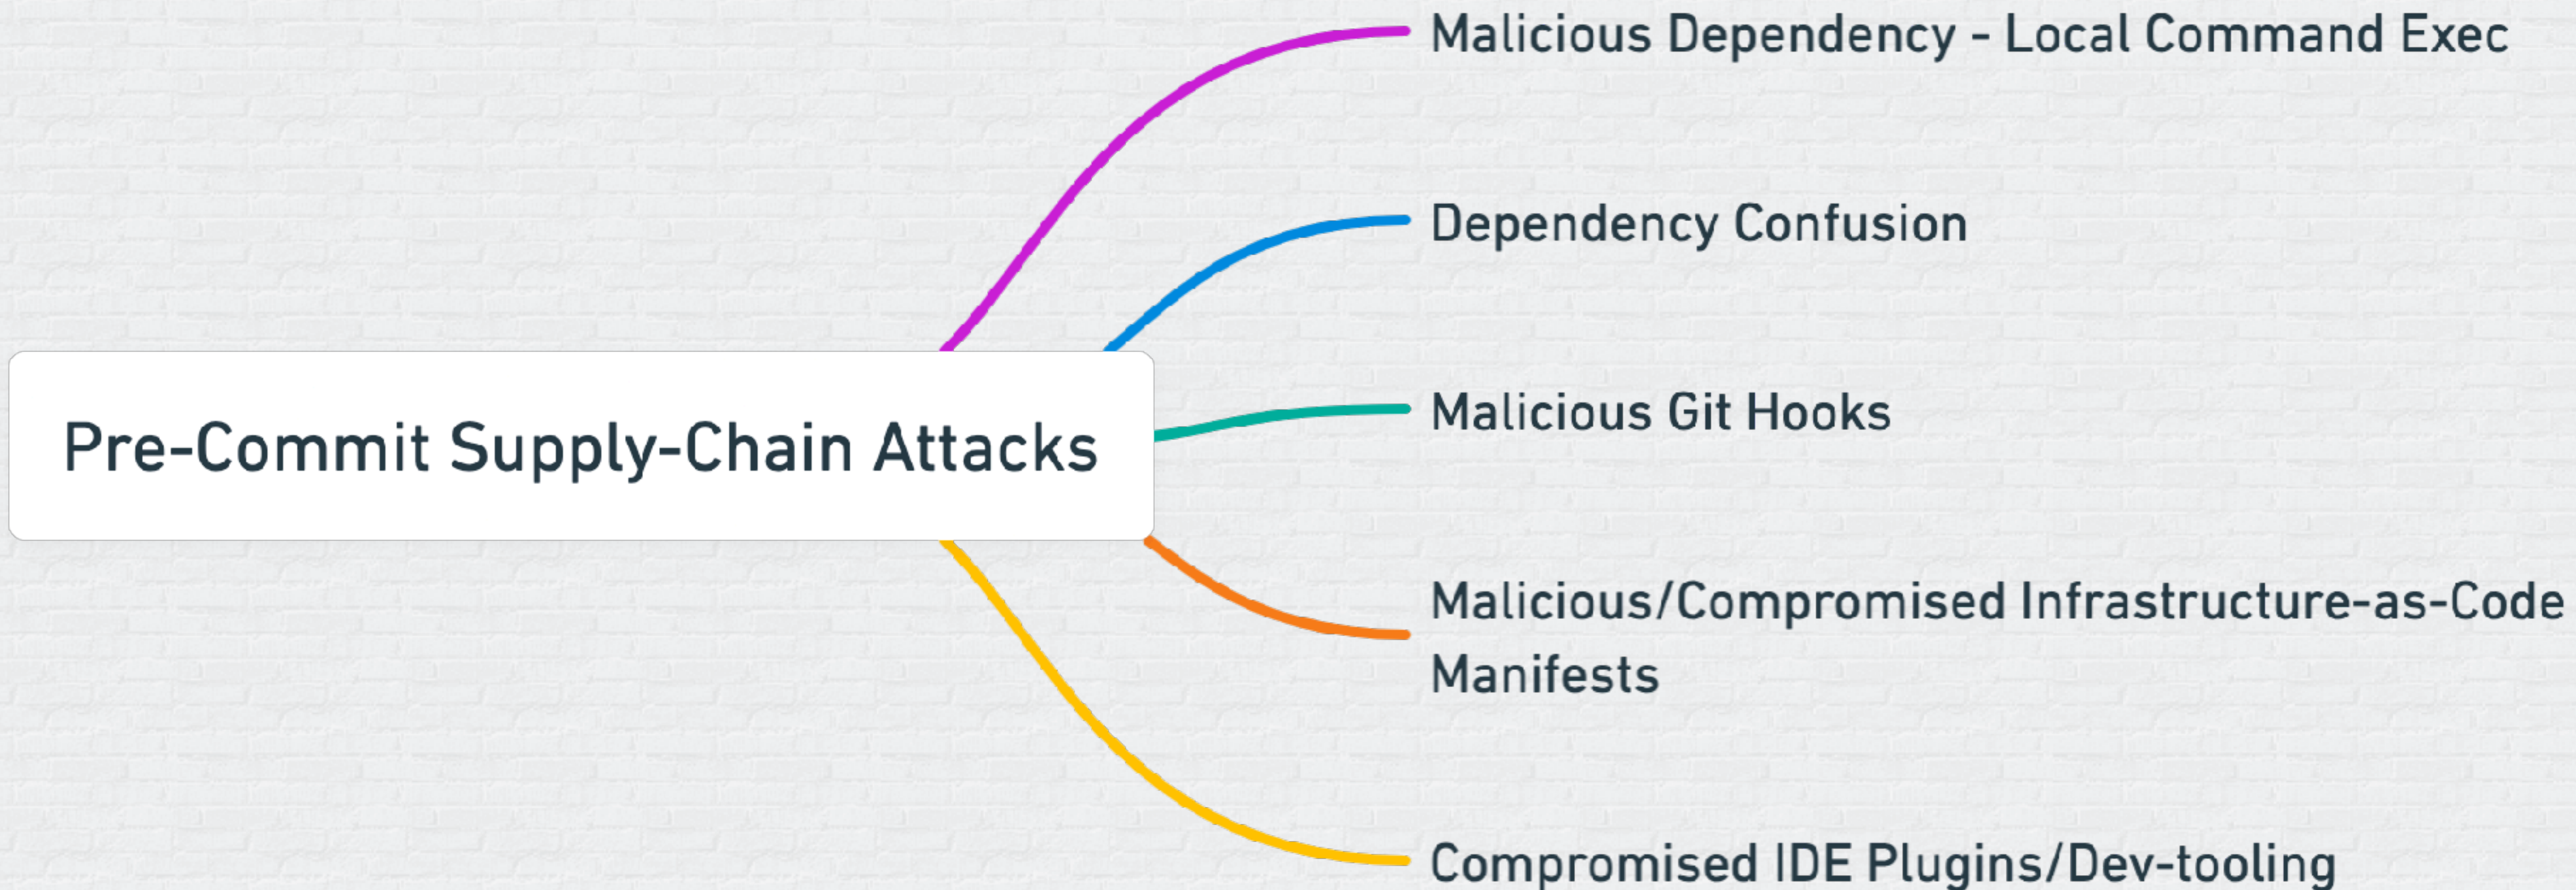 Malicious Dependency - Local Command Exec
Dependency Confusion
Malicious Git Hooks
Pre-Commit Supply-Chain Attacks
Malicious/Compromised Infrastructure-as-Code
Manifests
Compromised IDE Plugins/Dev-tooling